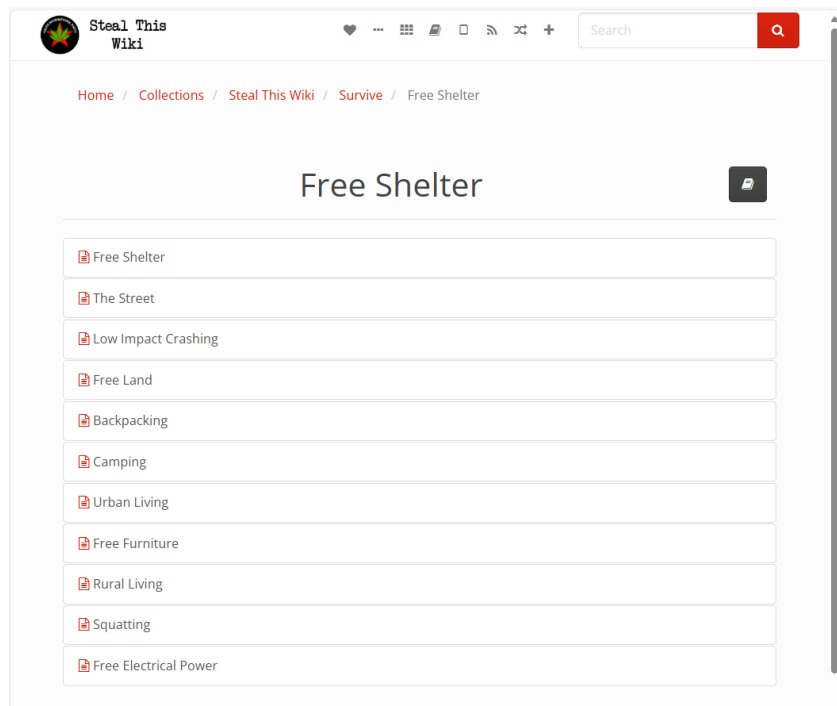 Steal This
Wiki
Search
Home / Collections / Steal This Wiki / Survive / Free Shelter
Free Shelter
Free Shelter
The Street
Low Impact Crashing
Free Land
Backpacking
Camping
Urban Living
Free Furniture
Rural Living
Squatting
Free Electrical Power